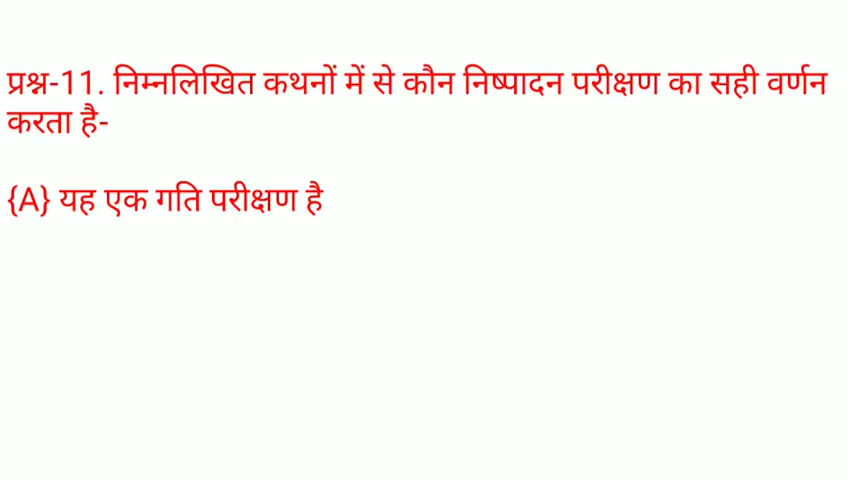 प्रश्न-11. निम्नलिखित कथनों में से कौन निष्पादन परीक्षण का सही वर्णन
करता है-
{A} यह एक गति परीक्षण है